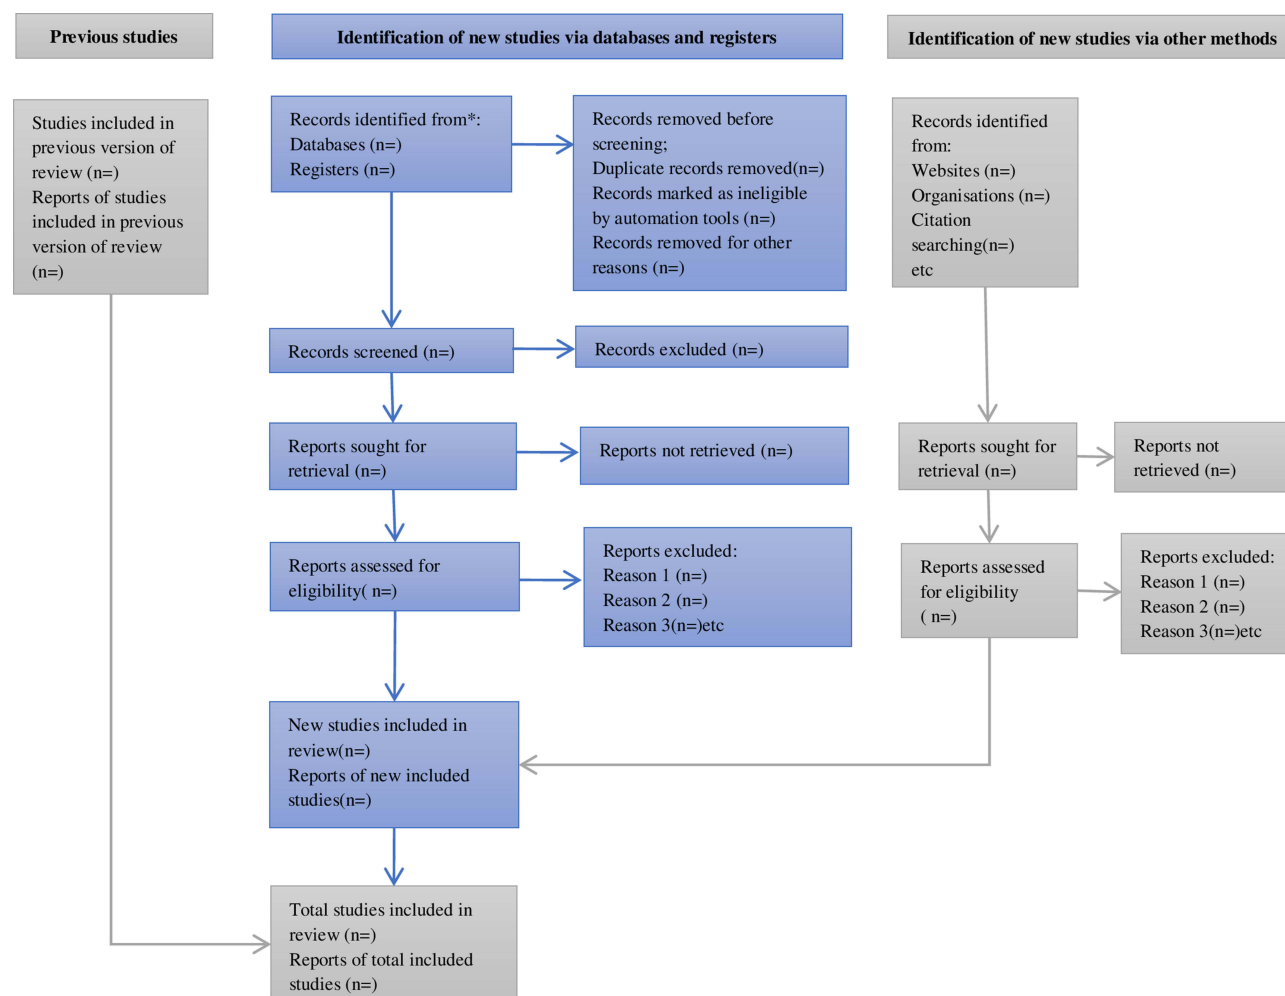 Previous studies
Identification of new studies via databases and registers
Identification of new studies via other methods
Studies included in
previous version of
review (n=)
Reports of studies
included in previous
version of review
(n=)
Records identified from*:
Databases (n=)
Registers (n=)
Records removed before
screening;
Duplicate records removed(n=)
Records marked as ineligible
by automation tools (n=)
Records removed for other
reasons (n=)
Records identified
from:
Websites (n=)
Organisations (n=)
Citation
searching(n=)
etc
Records screened (n=)
Records excluded (n=)
Reports sought for
retrieval (n=)
Reports not retrieved (n=)
Reports sought for
retrieval (n=)
Reports not
retrieved (n=)
Reports assessed for
eligibility( n=)
Reports excluded:
Reason 1 (n=)
Reason 2 (n=)
Reason 3(n=)etc
Reports assessed
for eligibility
( n=)
Reports excluded:
Reason 1 (n=)
Reason 2 (n=)
Reason 3(n=)etc
New studies included in
review(n=)
Reports of new included
studies(n=)
Total studies included in
review (n=)
Reports of total included
studies (n=)